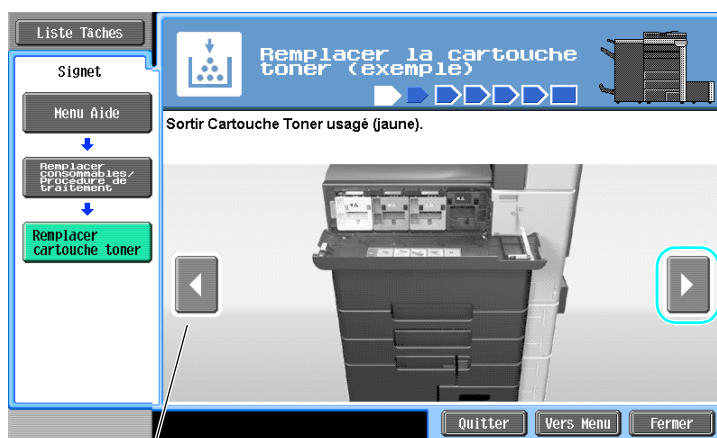 Liste Tâches
Signet
Menu Aide
Remplacer
consommables/
Procédure de
traitement
Remplacer
cartouche toner
Remplacer la cartouche
toner (exemple)
Sortir Cartouche Toner usagé (jaune).
Quitter
Vers Menu
Fermer